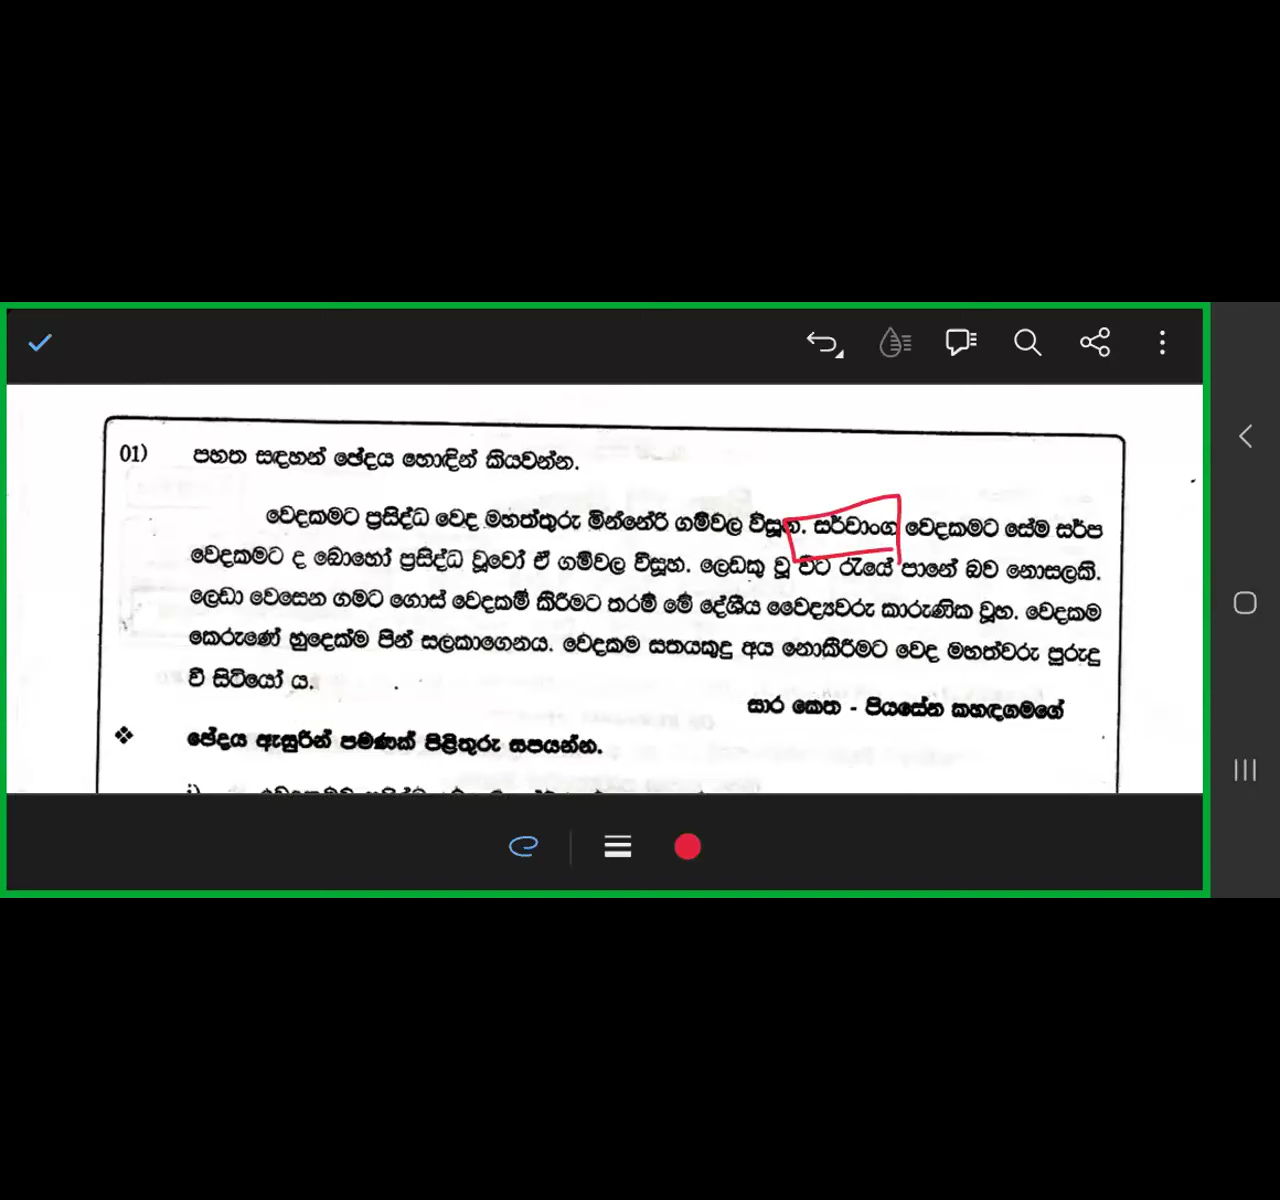 01) පහත සඳහන් ඡේදය හොඳින් කියවන්න.
වෙදකමට ප්‍රසිද්ධ වෙද මහත්තුරු මින්නේරි ගම්වල විසූහ. සර්වාංග වෙදකමට සේම සර්ප
වෙදකමට ද බොහෝ ප්‍රසිද්ධ වූවෝ ඒ ගම්වල විසූහ. ලෙඩකු වූ විට රැයේ පානේ බව නොසලකි.
ලෙඩා වෙසෙන ගමට ගොස් වෙදකම් කිරීමට තරම් මේ දේශීය වෛද්‍යවරු කාරුණික වූහ. වෙදකම
කෙරුණේ හුදෙක්ම පින් සලකාගෙනය. වෙදකම සතයකුදු අය නොකිරීමට වෙද මහත්වරු පුරුදු
වී සිටියෝ ය.
සාර කෙත - පියසේන කහඳගමගේ
❖ ඡේදය ඇසුරින් පමණක් පිළිතුරු සපයන්න.